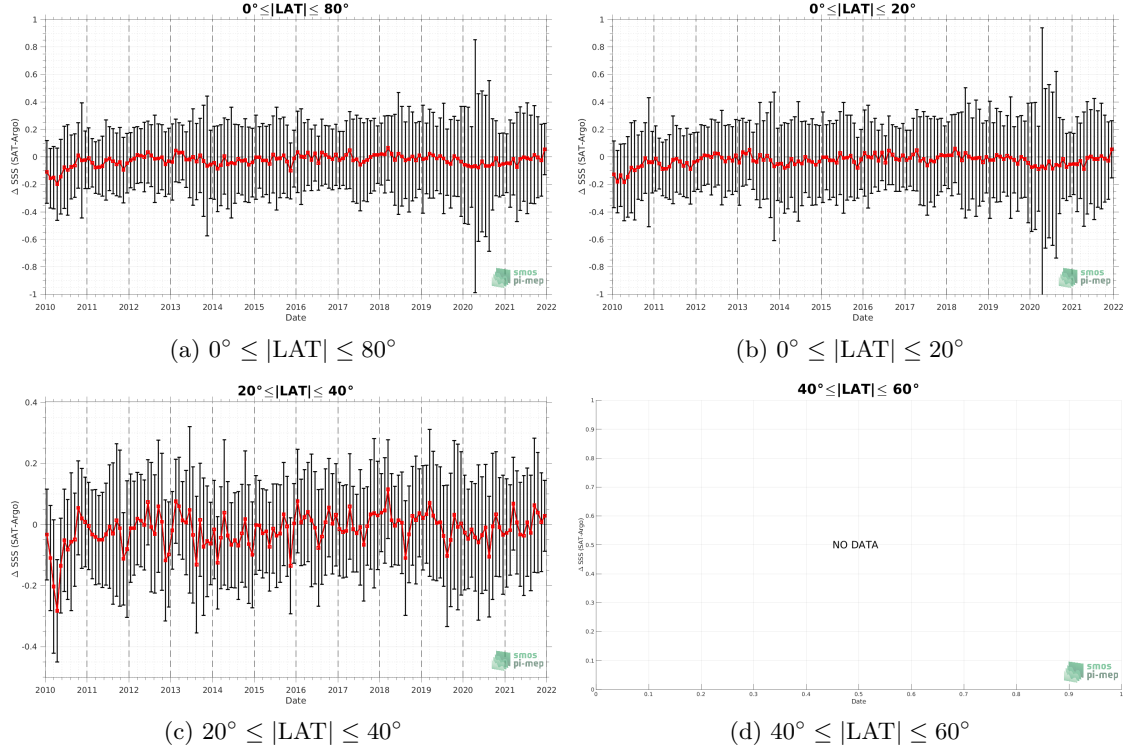 0°≤|LAT|≤ 80°
1
0.8
0.6
0.4
0.2
0
-0.2
-0.4
-0.6
-0.8
-1
Δ SSS (SAT-Argo)
2010 2011 2012 2013 2014 2015 2016 2017 2018 2019 2020 2021 2022
Date
smos
pi-mep
(a) 0° ≤ |LAT| ≤ 80°
0°≤|LAT|≤ 20°
1
0.8
0.6
0.4
0.2
0
-0.2
-0.4
-0.6
-0.8
-1
Δ SSS (SAT-Argo)
2010 2011 2012 2013 2014 2015 2016 2017 2018 2019 2020 2021 2022
Date
smos
pi-mep
(b) 0° ≤ |LAT| ≤ 20°
20°≤|LAT|≤ 40°
0.4
0.2
0
-0.2
-0.4
Δ SSS (SAT-Argo)
2010 2011 2012 2013 2014 2015 2016 2017 2018 2019 2020 2021 2022
Date
smos
pi-mep
(c) 20° ≤ |LAT| ≤ 40°
40°≤|LAT|≤ 60°
1
0.9
0.8
0.7
0.6
0.5
0.4
0.3
0.2
0.1
0
Δ SSS (SAT-Argo)
NO DATA
0 0.1 0.2 0.3 0.4 0.5 0.6 0.7 0.8 0.9 1
Date
smos
pi-mep
(d) 40° ≤ |LAT| ≤ 60°